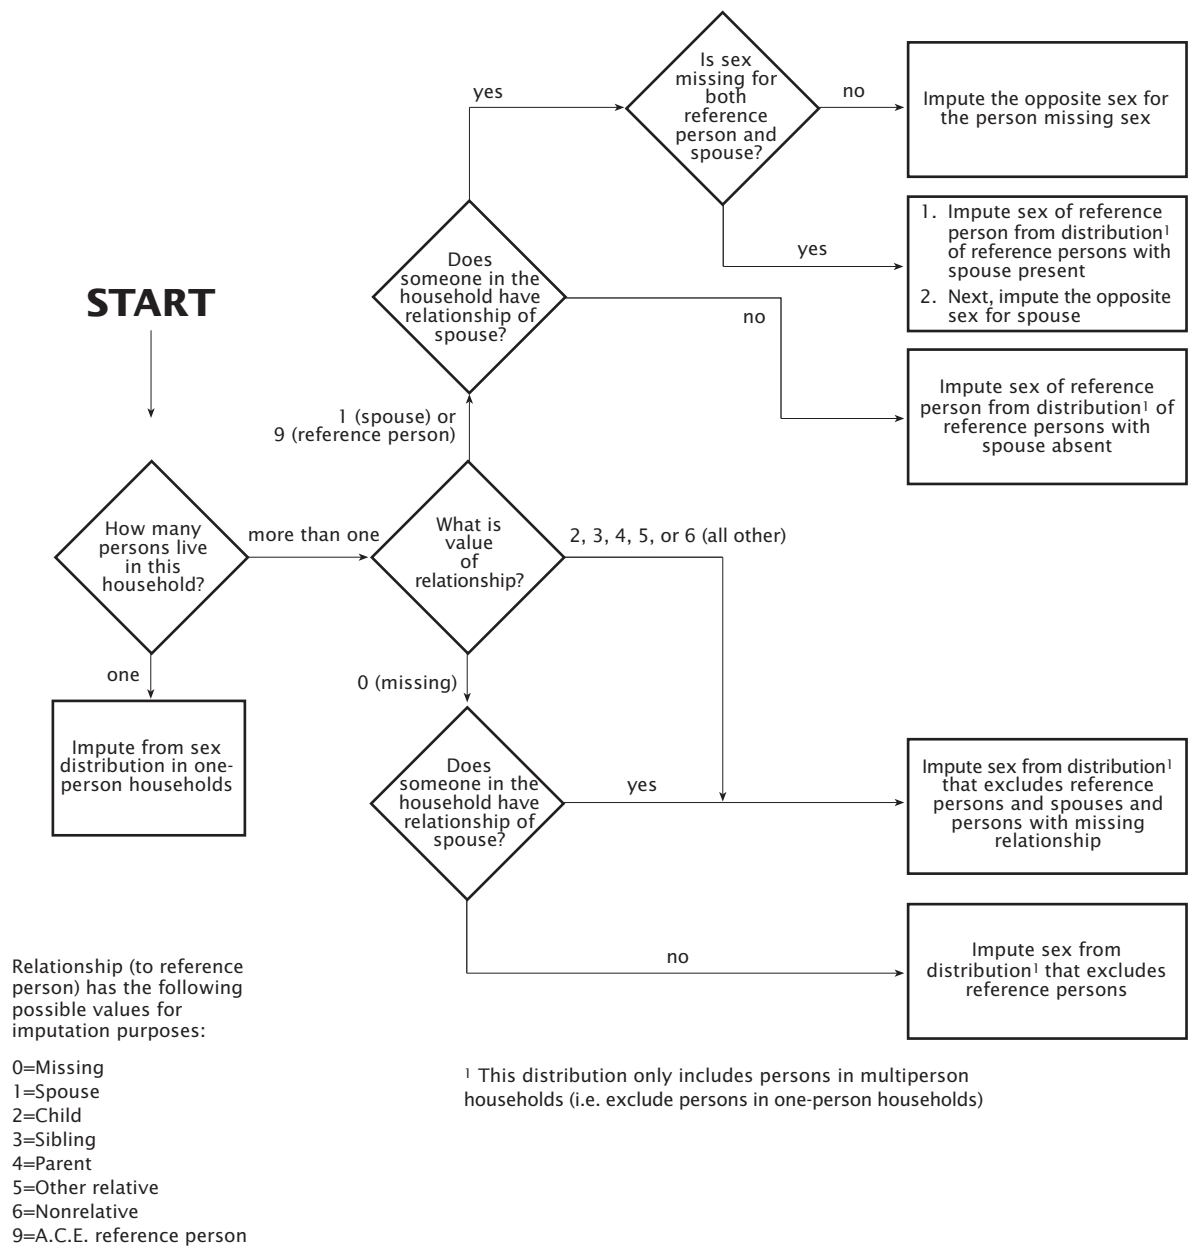 Is sex
missing for
both
reference
person and
spouse?
yes
no
Impute the opposite sex for
the person missing sex
yes
1. Impute sex of reference
person from distribution1
of reference persons with
spouse present
2. Next, impute the opposite
sex for spouse
Does
someone in the
household have
relationship of
spouse?
no
Impute sex of reference
person from distribution1 of
reference persons with
spouse absent
START
1 (spouse) or
9 (reference person)
How many
persons live
in this
household?
more than one
What is
value
of
relationship?
2, 3, 4, 5, or 6 (all other)
one
0 (missing)
Impute from sex
distribution in one-
person households
Does
someone in the
household have
relationship of
spouse?
yes
Impute sex from distribution1
that excludes reference
persons and spouses and
persons with missing
relationship
no
Impute sex from
distribution1 that excludes
reference persons
Relationship (to reference
person) has the following
possible values for
imputation purposes:
0=Missing
1=Spouse
2=Child
3=Sibling
4=Parent
5=Other relative
6=Nonrelative
9=A.C.E. reference person
1 This distribution only includes persons in multiperson
households (i.e. exclude persons in one-person households)